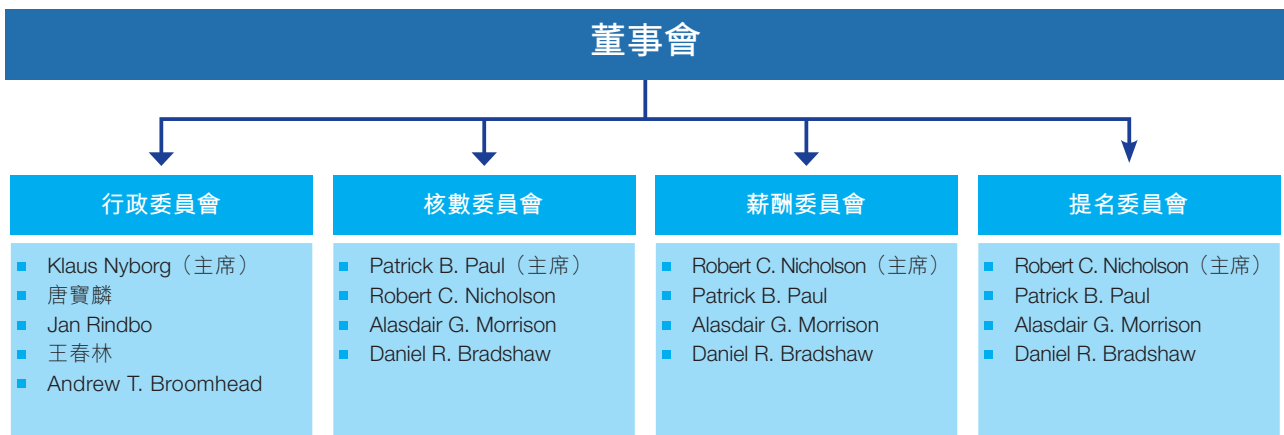 董事會
行政委員會
Klaus Nyborg（主席）
唐寶麟
Jan Rindbo
王春林
Andrew T. Broomhead
核數委員會
Patrick B. Paul（主席）
Robert C. Nicholson
Alasdair G. Morrison
Daniel R. Bradshaw
薪酬委員會
Robert C. Nicholson（主席）
Patrick B. Paul
Alasdair G. Morrison
Daniel R. Bradshaw
提名委員會
Robert C. Nicholson（主席）
Patrick B. Paul
Alasdair G. Morrison
Daniel R. Bradshaw